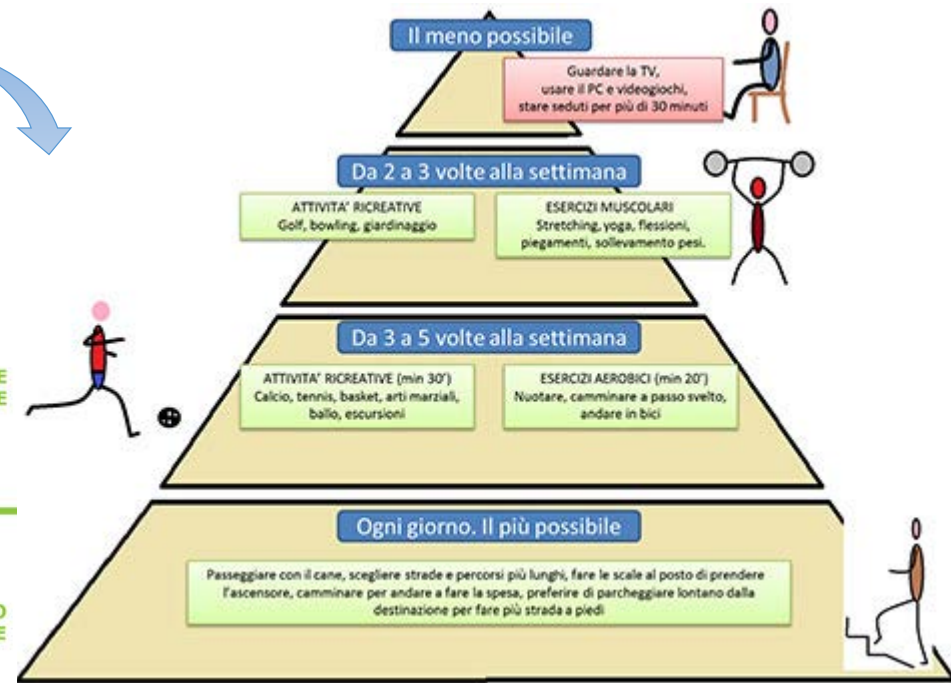 Il meno possibile
Guardare la TV,
usare il PC e videogiochi,
stare seduti per più di 30 minuti
Da 2 a 3 volte alla settimana
ATTIVITA' RICREATIVE
Golf, bowling, giardinaggio
ESERCIZI MUSCOLARI
Stretching, yoga, flessioni,
piegamenti, sollevamento pesi.
Da 3 a 5 volte alla settimana
ATTIVITA' RICREATIVE (min 30')
Calcio, tennis, basket, arti marziali,
ballo, escursioni
ESERCIZI AEROBICI (min 20')
Nuotare, camminare a passo svelto,
andare in bici
Ogni giorno. Il più possibile
Passeggiare con il cane, scegliere strade e percorsi più lunghi, fare le scale al posto di prendere
l'ascensore, camminare per andare a fare la spesa, preferire di parcheggiare lontano dalla
destinazione per fare più strada a piedi